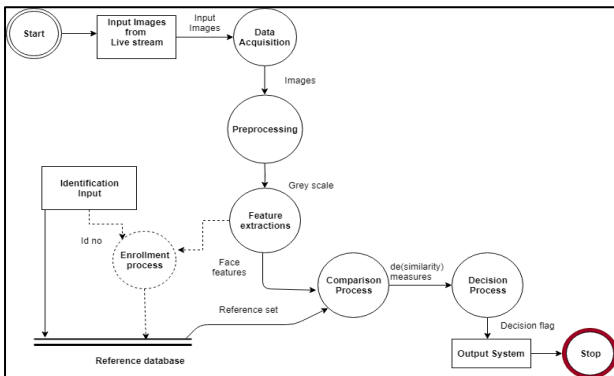 Start
Input Images
from
Live stream
Input
Images
Data
Acquisition
Images
Preprocessing
Grey scale
Identification
Input
Feature
extractions
Id no
Enrollment
process
Face
features
Comparison
Process
de(similarity)
measures
Decision
Process
Reference set
Decision flag
Reference database
Output System
Stop